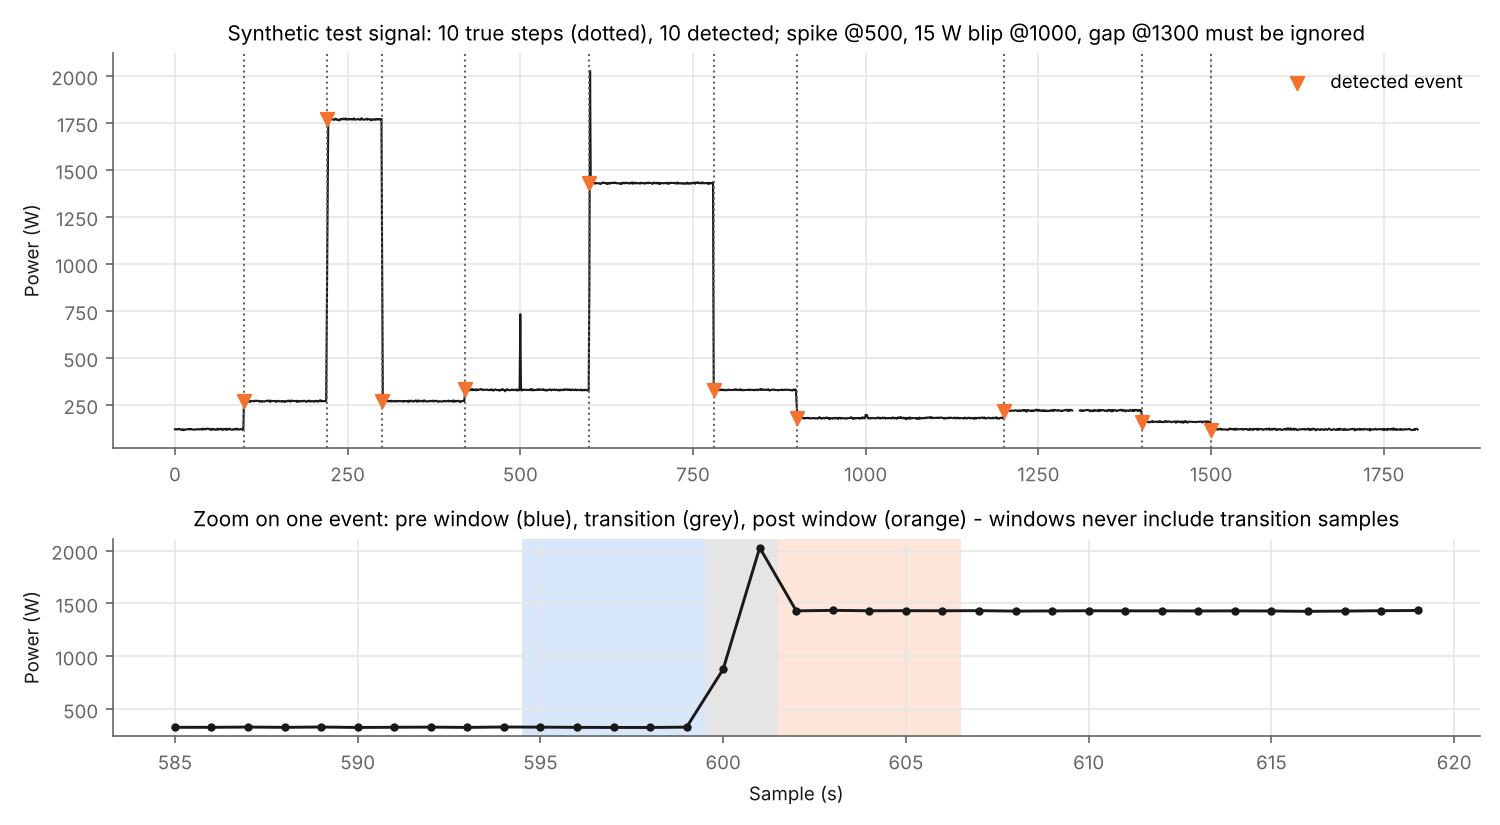 Synthetic test signal: 10 true steps (dotted), 10 detected; spike @500, 15 W blip @1000, gap @1300 must be ignored
detected event
Power (W)
2000
1750
1500
1250
1000
750
500
250
0 250 500 750 1000 1250 1500 1750
Zoom on one event: pre window (blue), transition (grey), post window (orange) - windows never include transition samples
Power (W)
2000
1500
1000
500
585 590 595 600 605 610 615 620
Sample (s)